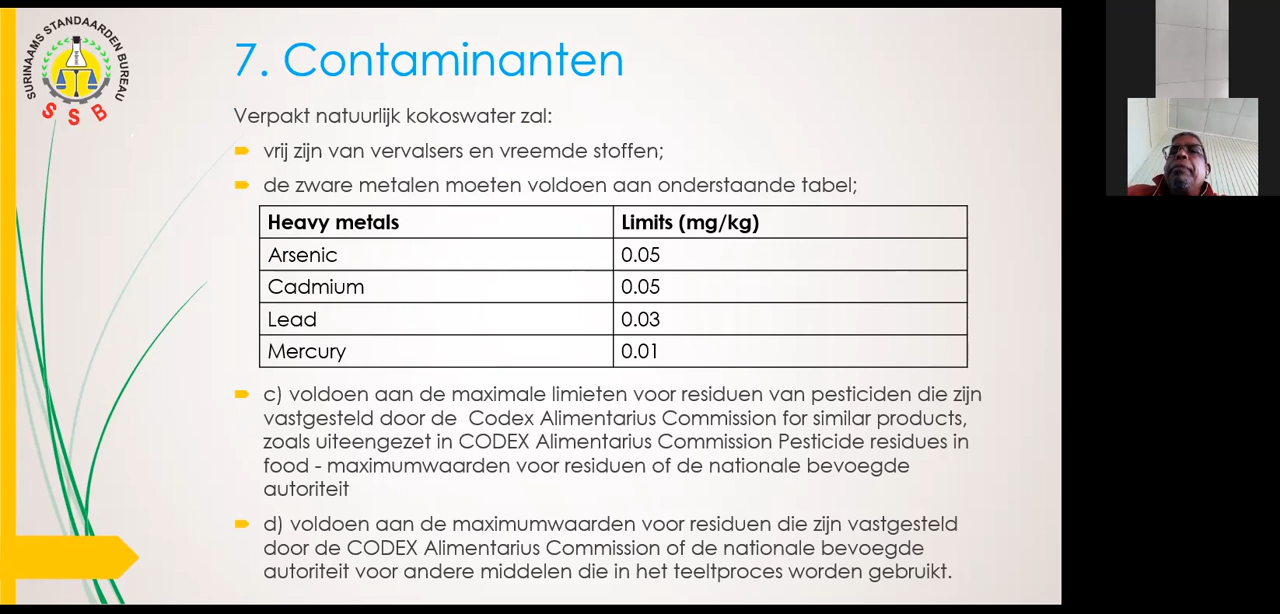 SURINAAMS STANDAARDEN BUREAU
S S B
7. Contaminanten
Verpakt natuurlijk kokoswater zal:
vrij zijn van vervalsers en vreemde stoffen;
de zware metalen moeten voldoen aan onderstaande tabel;
Heavy metals Limits (mg/kg)
Arsenic 0.05
Cadmium 0.05
Lead 0.03
Mercury 0.01
c) voldoen aan de maximale limieten voor residuen van pesticiden die zijn
vastgesteld door de Codex Alimentarius Commission for similar products,
zoals uiteengezet in CODEX Alimentarius Commission Pesticide residues in
food - maximumwaarden voor residuen of de nationale bevoegde
autoriteit
d) voldoen aan de maximumwaarden voor residuen die zijn vastgesteld
door de CODEX Alimentarius Commission of de nationale bevoegde
autoriteit voor andere middelen die in het teeltproces worden gebruikt.